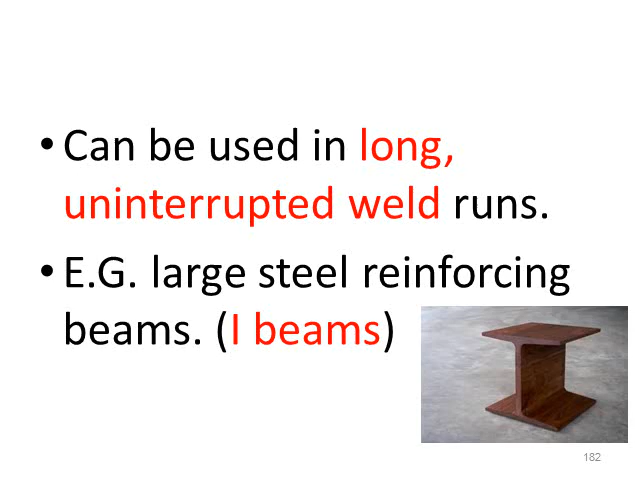 • Can be used in long,
uninterrupted weld runs.
• E.G. large steel reinforcing
beams. (I beams)
182